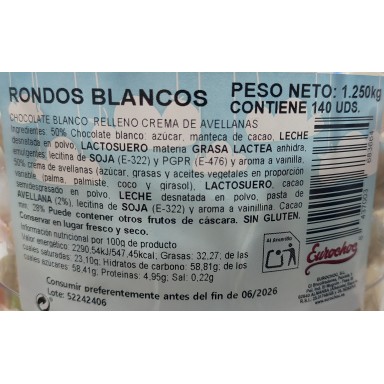 RONDOS BLANCOS
PESO NETO: 1.250kg
CONTIENE 140 UDS.
CHOCOLATE BLANCO RELLENO CREMA DE AVELLANAS
Ingredientes: 50% Chocolate blanco: azúcar, manteca de cacao, LECHE
desnatada en polvo, LACTOSUERO materia GRASA LACTEA anhidra,
emulgentes: lecitina de SOJA (E-322) y PGPR (E-476) y aroma a vainilla,
50% crema de avellanas (azúcar, grasas y aceites vegetales en proporción
variable (palma, palmiste, coco y girasol), LACTOSUERO, cacao
semidesgrasado en polvo, LECHE desnatada en polvo, pasta de
AVELLANA (2%), lecitina de SOJA (E-322) y aroma a vainillina. Cacao
28% Puede contener otros frutos de cáscara. SIN GLUTEN.
Conservar en lugar fresco y seco.
Información nutricional por 100g de producto
Valor energético: 2290.54kJ/547.45kcal, Grasas: 32,27, de las
cuales saturadas: 23,10g; Hidratos de carbono: 58,81g; de los
cuales azúcares: 58.41g; Proteínas: 4.95g; Sal: 0,22g
Al Amarillo
Eurochoc
Consumir preferentemente antes del fin de 06/2026
Lote: 52242406